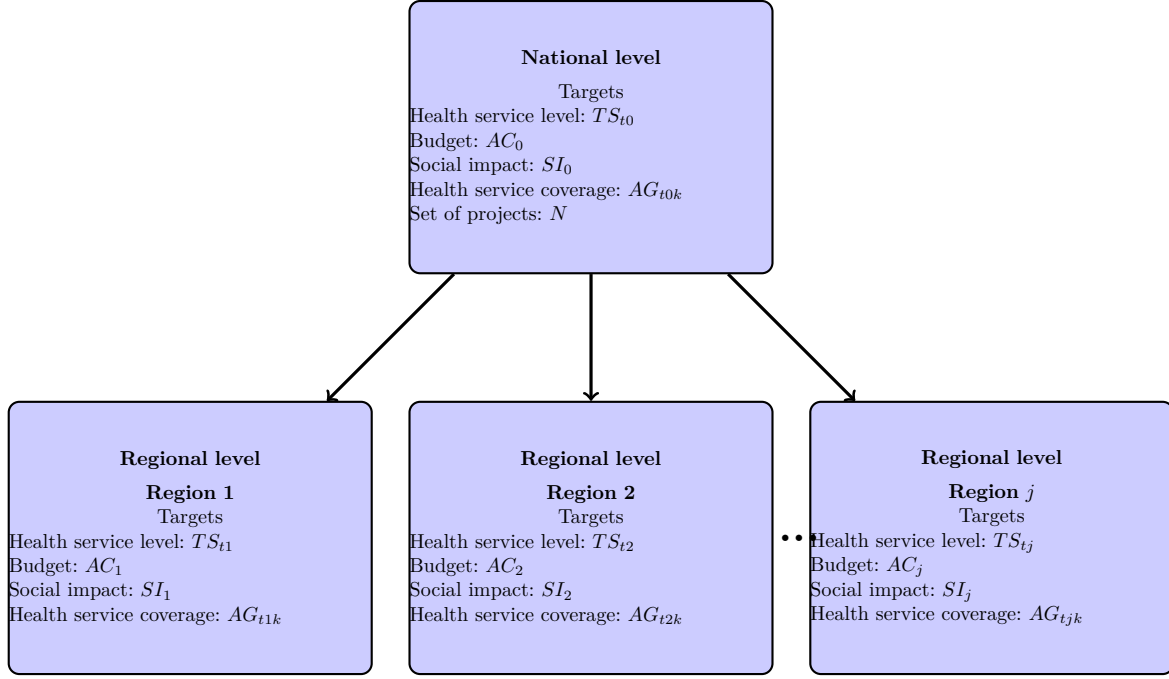 National level
Targets
Health service level: $TS_{t0}$
Budget: $AC_0$
Social impact: $SI_0$
Health service coverage: $AG_{t0k}$
Set of projects: $N$
Regional level
Region 1
Targets
Health service level: $TS_{t1}$
Budget: $AC_1$
Social impact: $SI_1$
Health service coverage: $AG_{t1k}$
Regional level
Region 2
Targets
Health service level: $TS_{t2}$
Budget: $AC_2$
Social impact: $SI_2$
Health service coverage: $AG_{t2k}$
...
Regional level
Region $j$
Targets
Health service level: $TS_{tj}$
Budget: $AC_j$
Social impact: $SI_j$
Health service coverage: $AG_{tjk}$